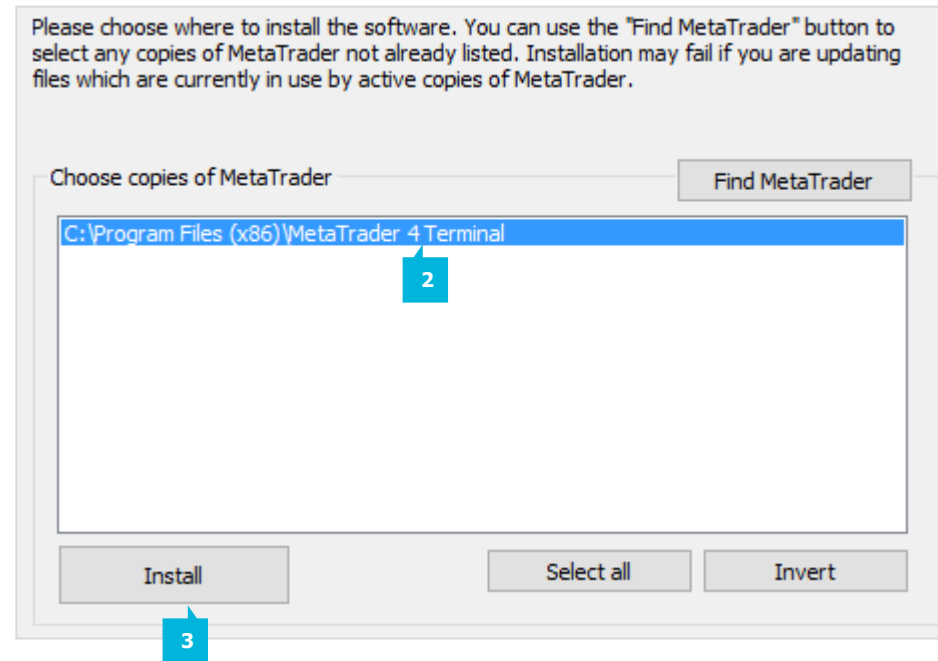 Please choose where to install the software. You can use the "Find MetaTrader" button to
select any copies of MetaTrader not already listed. Installation may fail if you are updating
files which are currently in use by active copies of MetaTrader.
Choose copies of MetaTrader
Find MetaTrader
C:\Program Files (x86)\MetaTrader 4 Terminal
2
Install
Select all
Invert
3